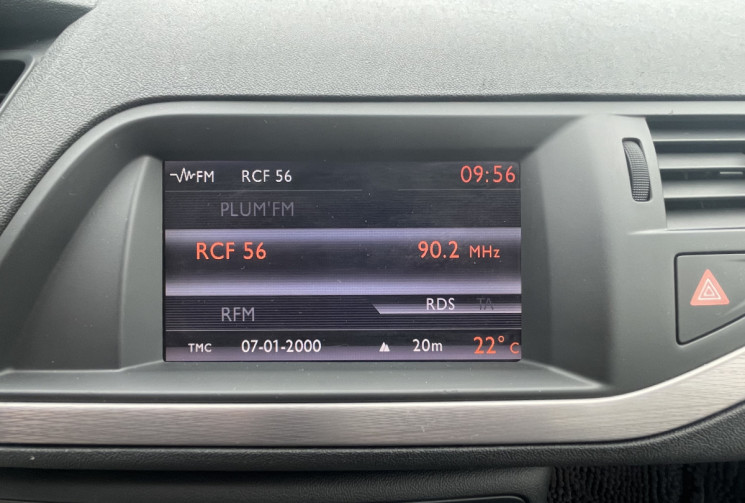 FM RCF 56 09:56
PLUM'FM
RCF 56 90.2 MHz
RFM RDS TA
TMC 07-01-2000 20m 22° C